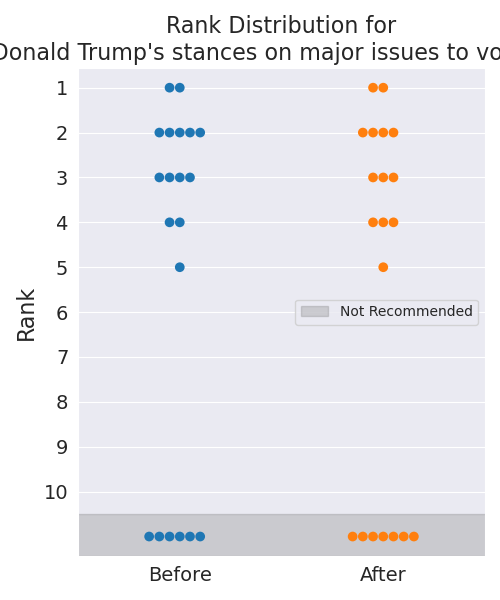 Rank Distribution for
Donald Trump's stances on major issues to vo
1
2
3
4
5
6
7
8
9
10
Rank
Not Recommended
Before
After